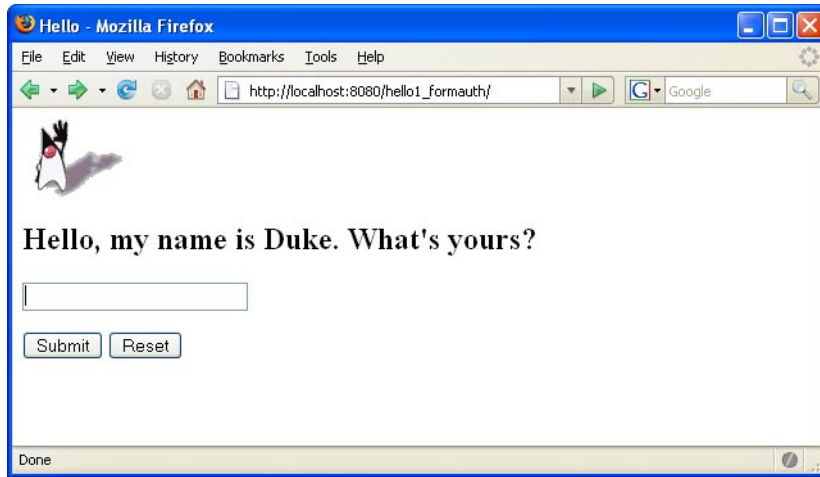 Hello - Mozilla Firefox
File Edit View History Bookmarks Tools Help
http://localhost:8080/hello1_formauth/ G Google
Hello, my name is Duke. What's yours?
Submit Reset
Done